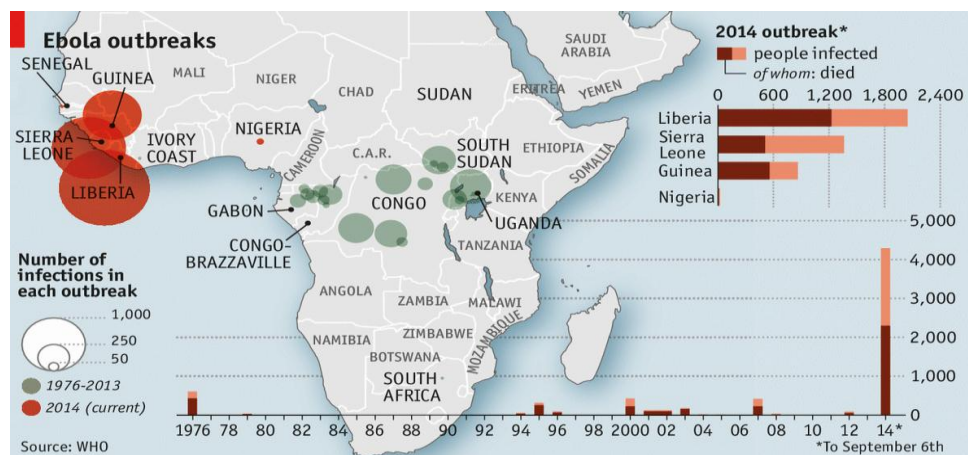 Ebola outbreaks
SENEGAL
GUINEA
SIERRA
LEONE
LIBERIA
MALI
IVORY
COAST
NIGER
NIGERIA
CHAD
CAMEROON
C.A.R.
SUDAN
SOUTH
SUDAN
ERITREA
ETHIOPIA
SOMALIA
SAUDI
ARABIA
YEMEN
GABON
CONGO-
BRAZZAVILLE
CONGO
UGANDA
KENYA
TANZANIA
ANGOLA
ZAMBIA
MALAWI
MOZAMBIQUE
NAMIBIA
ZIMBABWE
BOTSWANA
SOUTH
AFRICA
2014 outbreak*
people infected
of whom: died
0 600 1,200 1,800 2,400
Liberia
Sierra
Leone
Guinea
Nigeria
Number of
infections in
each outbreak
1,000
250
50
1976-2013
2014 (current)
5,000
4,000
3,000
2,000
1,000
0
1976 78 80 82 84 86 88 90 92 94 96 98 2000 02 04 06 08 10 12 14*
Source: WHO
*To September 6th